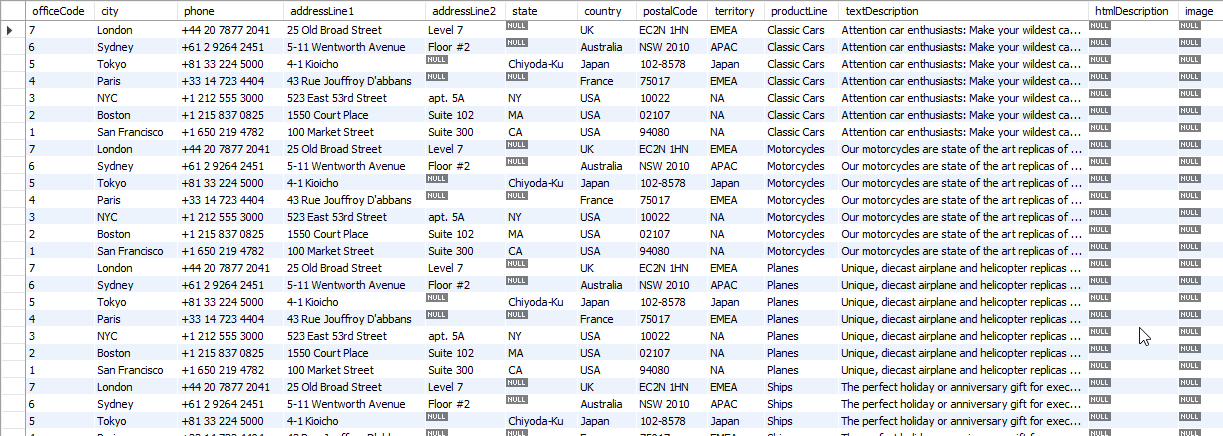 officeCode city phone addressLine1 addressLine2 state country postalCode territory productLine textDescription htmlDescription image
7 London +44 20 7877 2041 25 Old Broad Street Level 7 NULL UK EC2N 1HN EMEA Classic Cars Attention car enthusiasts: Make your wildest ca... NULL NULL
6 Sydney +61 2 9264 2451 5-11 Wentworth Avenue Floor #2 NULL Australia NSW 2010 APAC Classic Cars Attention car enthusiasts: Make your wildest ca... NULL NULL
5 Tokyo +81 33 224 5000 4-1 Kioicho NULL Chiyoda-Ku Japan 102-8578 Japan Classic Cars Attention car enthusiasts: Make your wildest ca... NULL NULL
4 Paris +33 14 723 4404 43 Rue Jouffroy D'abbans NULL NULL France 75017 EMEA Classic Cars Attention car enthusiasts: Make your wildest ca... NULL NULL
3 NYC +1 212 555 3000 523 East 53rd Street apt. 5A NY USA 10022 NA Classic Cars Attention car enthusiasts: Make your wildest ca... NULL NULL
2 Boston +1 215 837 0825 1550 Court Place Suite 102 MA USA 02107 NA Classic Cars Attention car enthusiasts: Make your wildest ca... NULL NULL
1 San Francisco +1 650 219 4782 100 Market Street Suite 300 CA USA 94080 NA Classic Cars Attention car enthusiasts: Make your wildest ca... NULL NULL
7 London +44 20 7877 2041 25 Old Broad Street Level 7 NULL UK EC2N 1HN EMEA Motorcycles Our motorcycles are state of the art replicas of ... NULL NULL
6 Sydney +61 2 9264 2451 5-11 Wentworth Avenue Floor #2 NULL Australia NSW 2010 APAC Motorcycles Our motorcycles are state of the art replicas of ... NULL NULL
5 Tokyo +81 33 224 5000 4-1 Kioicho NULL Chiyoda-Ku Japan 102-8578 Japan Motorcycles Our motorcycles are state of the art replicas of ... NULL NULL
4 Paris +33 14 723 4404 43 Rue Jouffroy D'abbans NULL NULL France 75017 EMEA Motorcycles Our motorcycles are state of the art replicas of ... NULL NULL
3 NYC +1 212 555 3000 523 East 53rd Street apt. 5A NY USA 10022 NA Motorcycles Our motorcycles are state of the art replicas of ... NULL NULL
2 Boston +1 215 837 0825 1550 Court Place Suite 102 MA USA 02107 NA Motorcycles Our motorcycles are state of the art replicas of ... NULL NULL
1 San Francisco +1 650 219 4782 100 Market Street Suite 300 CA USA 94080 NA Motorcycles Our motorcycles are state of the art replicas of ... NULL NULL
7 London +44 20 7877 2041 25 Old Broad Street Level 7 NULL UK EC2N 1HN EMEA Planes Unique, diecast airplane and helicopter replicas ... NULL NULL
6 Sydney +61 2 9264 2451 5-11 Wentworth Avenue Floor #2 NULL Australia NSW 2010 APAC Planes Unique, diecast airplane and helicopter replicas ... NULL NULL
5 Tokyo +81 33 224 5000 4-1 Kioicho NULL Chiyoda-Ku Japan 102-8578 Japan Planes Unique, diecast airplane and helicopter replicas ... NULL NULL
4 Paris +33 14 723 4404 43 Rue Jouffroy D'abbans NULL NULL France 75017 EMEA Planes Unique, diecast airplane and helicopter replicas ... NULL NULL
3 NYC +1 212 555 3000 523 East 53rd Street apt. 5A NY USA 10022 NA Planes Unique, diecast airplane and helicopter replicas ... NULL NULL
2 Boston +1 215 837 0825 1550 Court Place Suite 102 MA USA 02107 NA Planes Unique, diecast airplane and helicopter replicas ... NULL NULL
1 San Francisco +1 650 219 4782 100 Market Street Suite 300 CA USA 94080 NA Planes Unique, diecast airplane and helicopter replicas ... NULL NULL
7 London +44 20 7877 2041 25 Old Broad Street Level 7 NULL UK EC2N 1HN EMEA Ships The perfect holiday or anniversary gift for exec... NULL NULL
6 Sydney +61 2 9264 2451 5-11 Wentworth Avenue Floor #2 NULL Australia NSW 2010 APAC Ships The perfect holiday or anniversary gift for exec... NULL NULL
5 Tokyo +81 33 224 5000 4-1 Kioicho NULL Chiyoda-Ku Japan 102-8578 Japan Ships The perfect holiday or anniversary gift for exec... NULL NULL